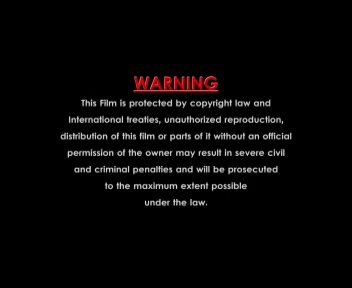 WARNING
This Film is protected by copyright law and
International treaties, unauthorized reproduction,
distribution of this film or parts of it without an official
permission of the owner may result in severe civil
and criminal penalties and will be prosecuted
to the maximum extent possible
under the law.